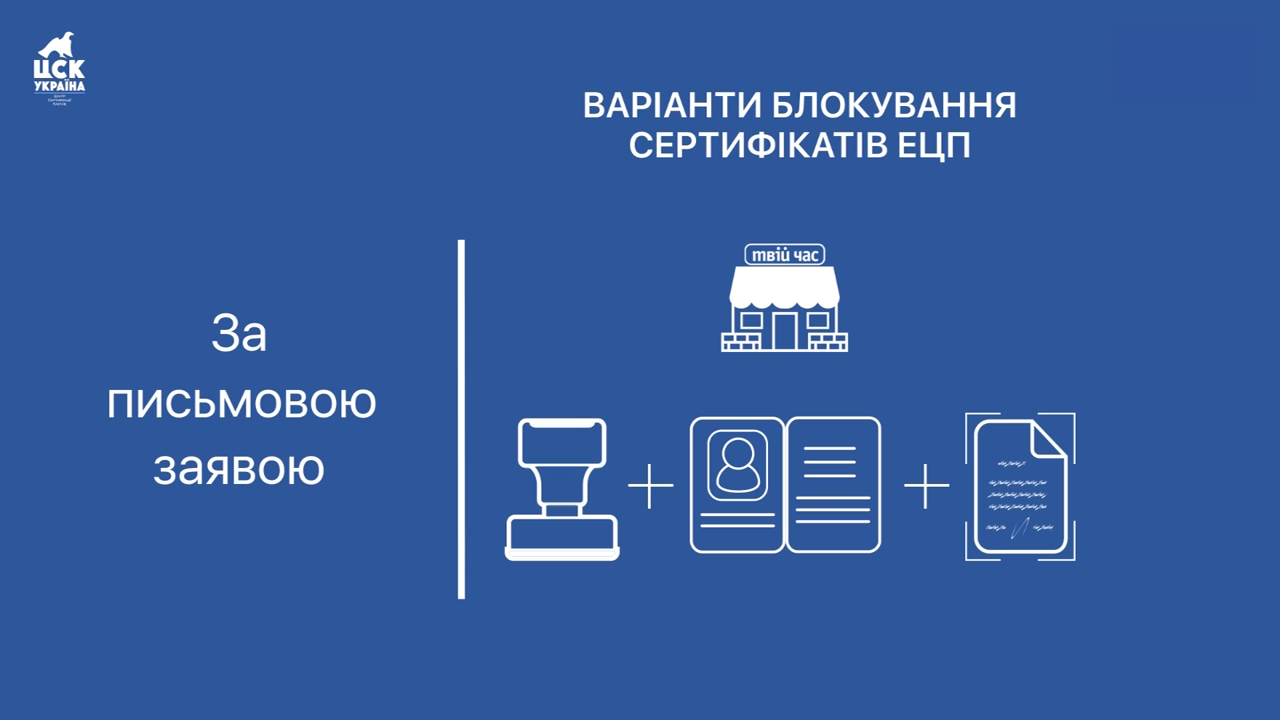 ЦСК
УКРАЇНА
ВАРІАНТИ БЛОКУВАННЯ
СЕРТИФІКАТІВ ЕЦП
твій час
За
письмовою
заявою